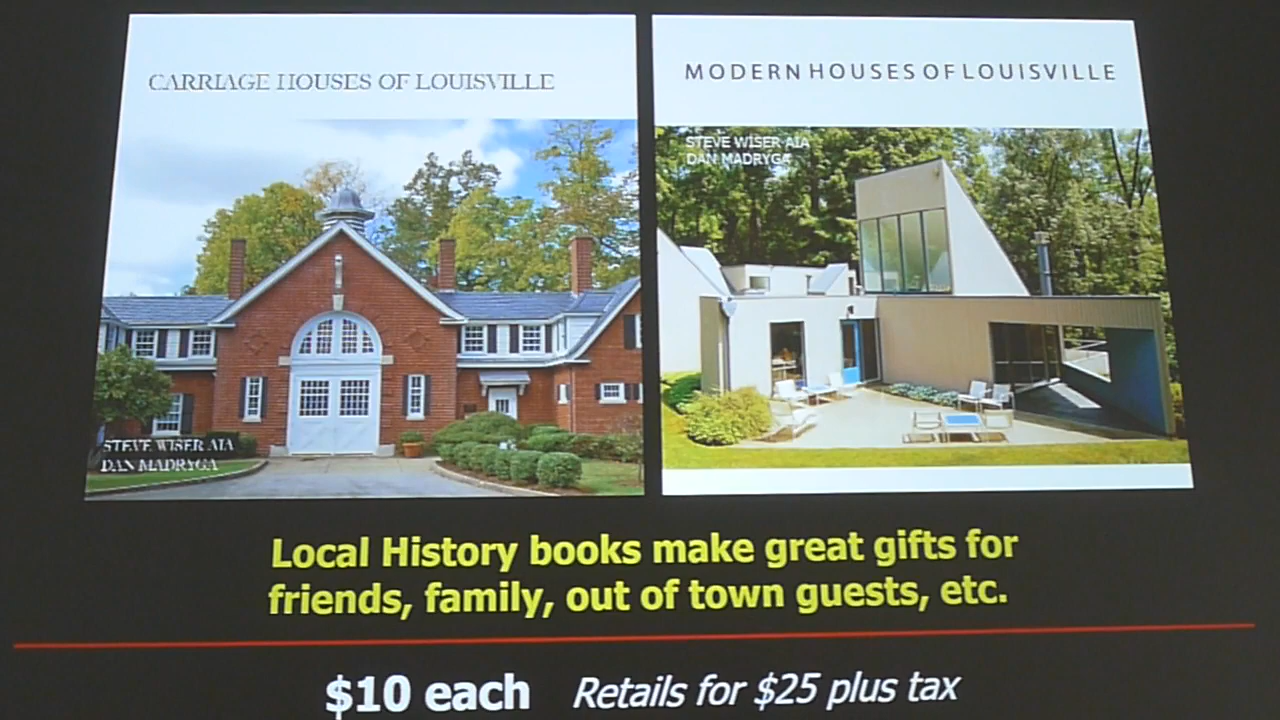 CARRIAGE HOUSES OF LOUISVILLE
STEVE WISER AIA
DAN MADRYGA
MODERN HOUSES OF LOUISVILLE
STEVE WISER AIA
DAN MADRYGA
Local History books make great gifts for
friends, family, out of town guests, etc.
$10 each Retails for $25 plus tax